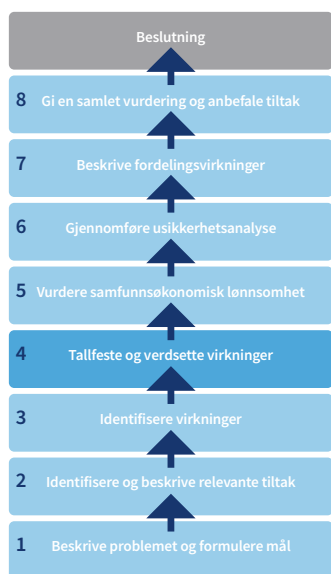 Beslutning
8 Gi en samlet vurdering og anbefale tiltak
7 Beskrive fordelingsvirkninger
6 Gjennomføre usikkerhetsanalyse
5 Vurdere samfunnsøkonomisk lønnsomhet
4 Tallfeste og verdsette virkninger
3 Identifisere virkninger
2 Identifisere og beskrive relevante tiltak
1 Beskrive problemet og formulere mål